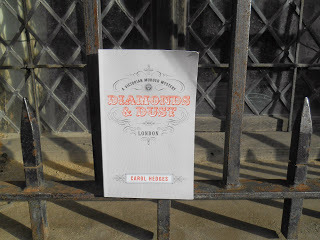 A VICTORIAN MURDER MYSTERY
DIAMONDS
& DUST
LONDON
CAROL HEDGES